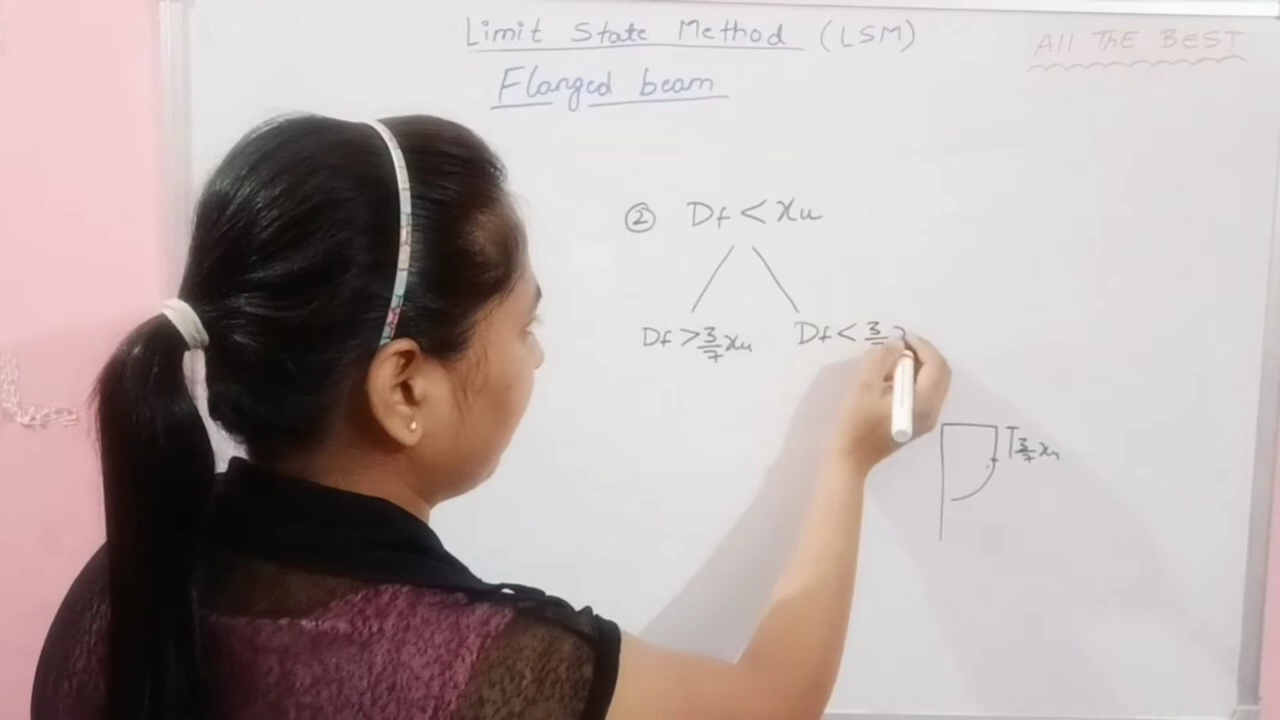 Limit State Method (LSM)
All THE BEST
Flanged beam
② Df < xu
Df > 3/7 xu
Df < 3
3/7 xu